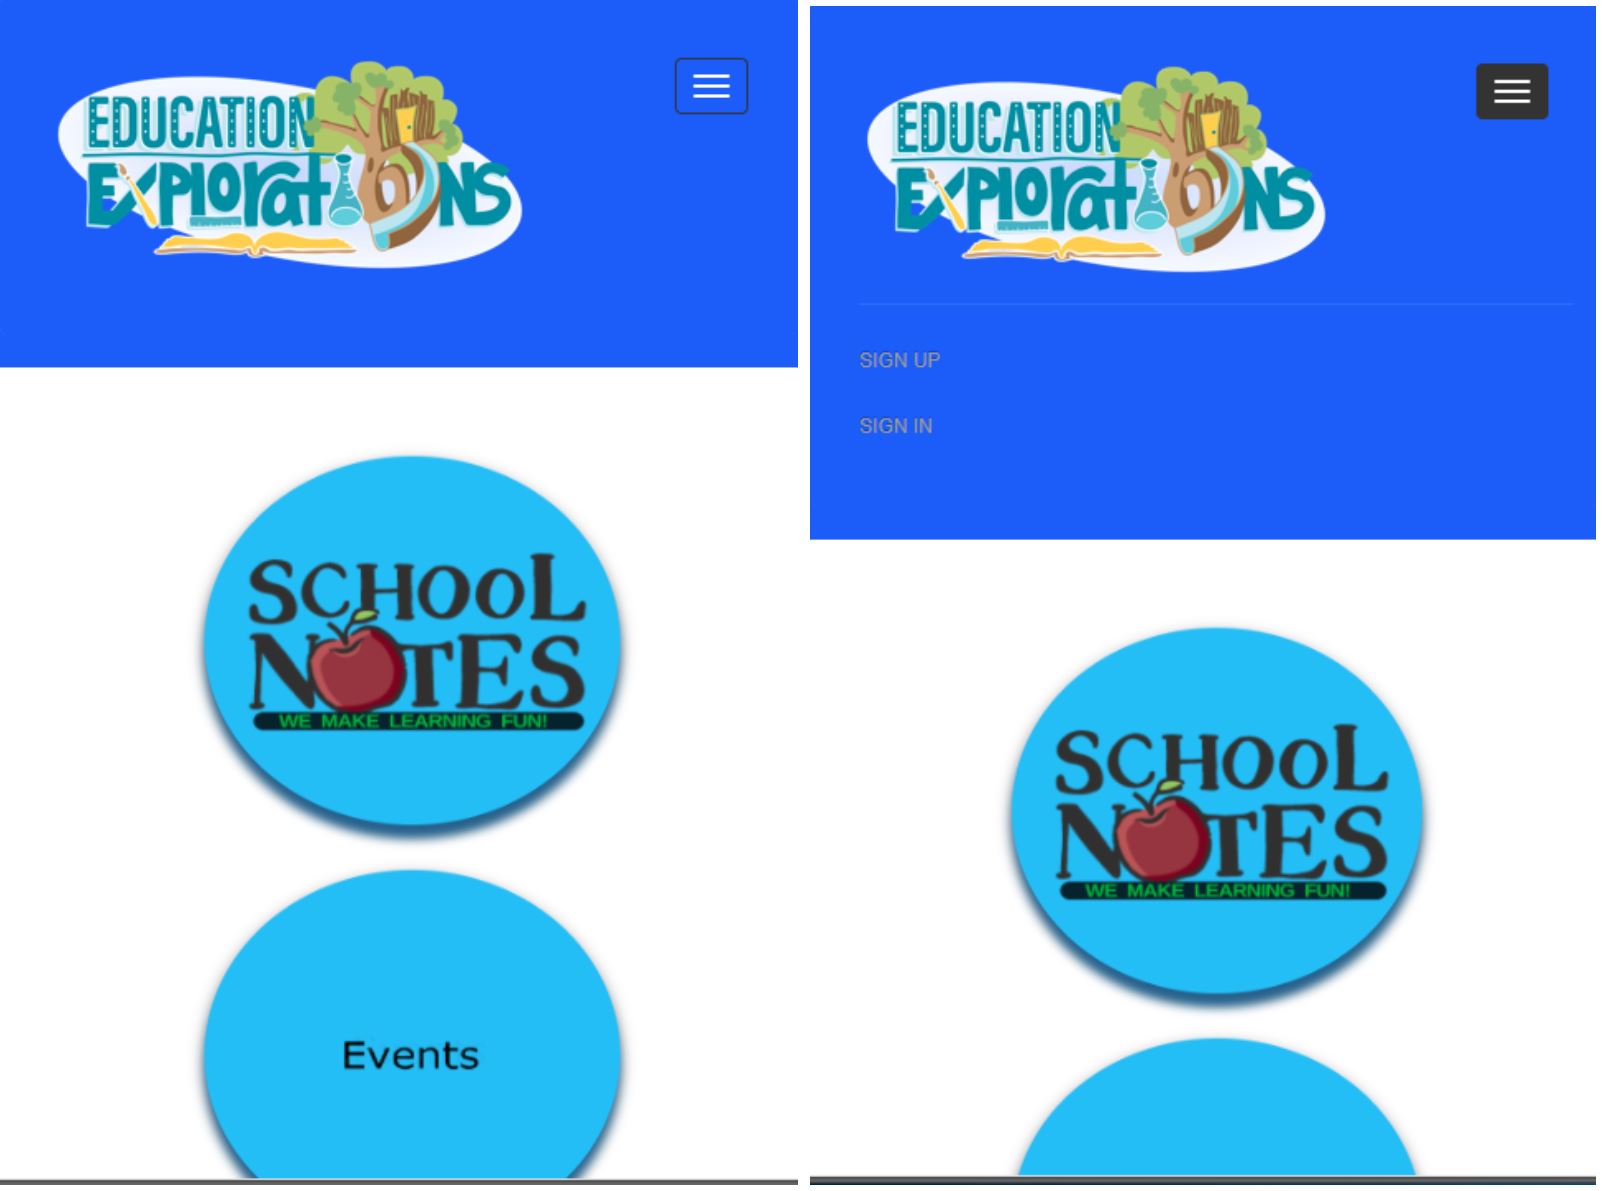 EDUCATION
EXPLORATIONS
SCHOOL
NOTES
WE MAKE LEARNING FUN!
Events
EDUCATION
EXPLORATIONS
SIGN UP
SIGN IN
SCHOOL
NOTES
WE MAKE LEARNING FUN!